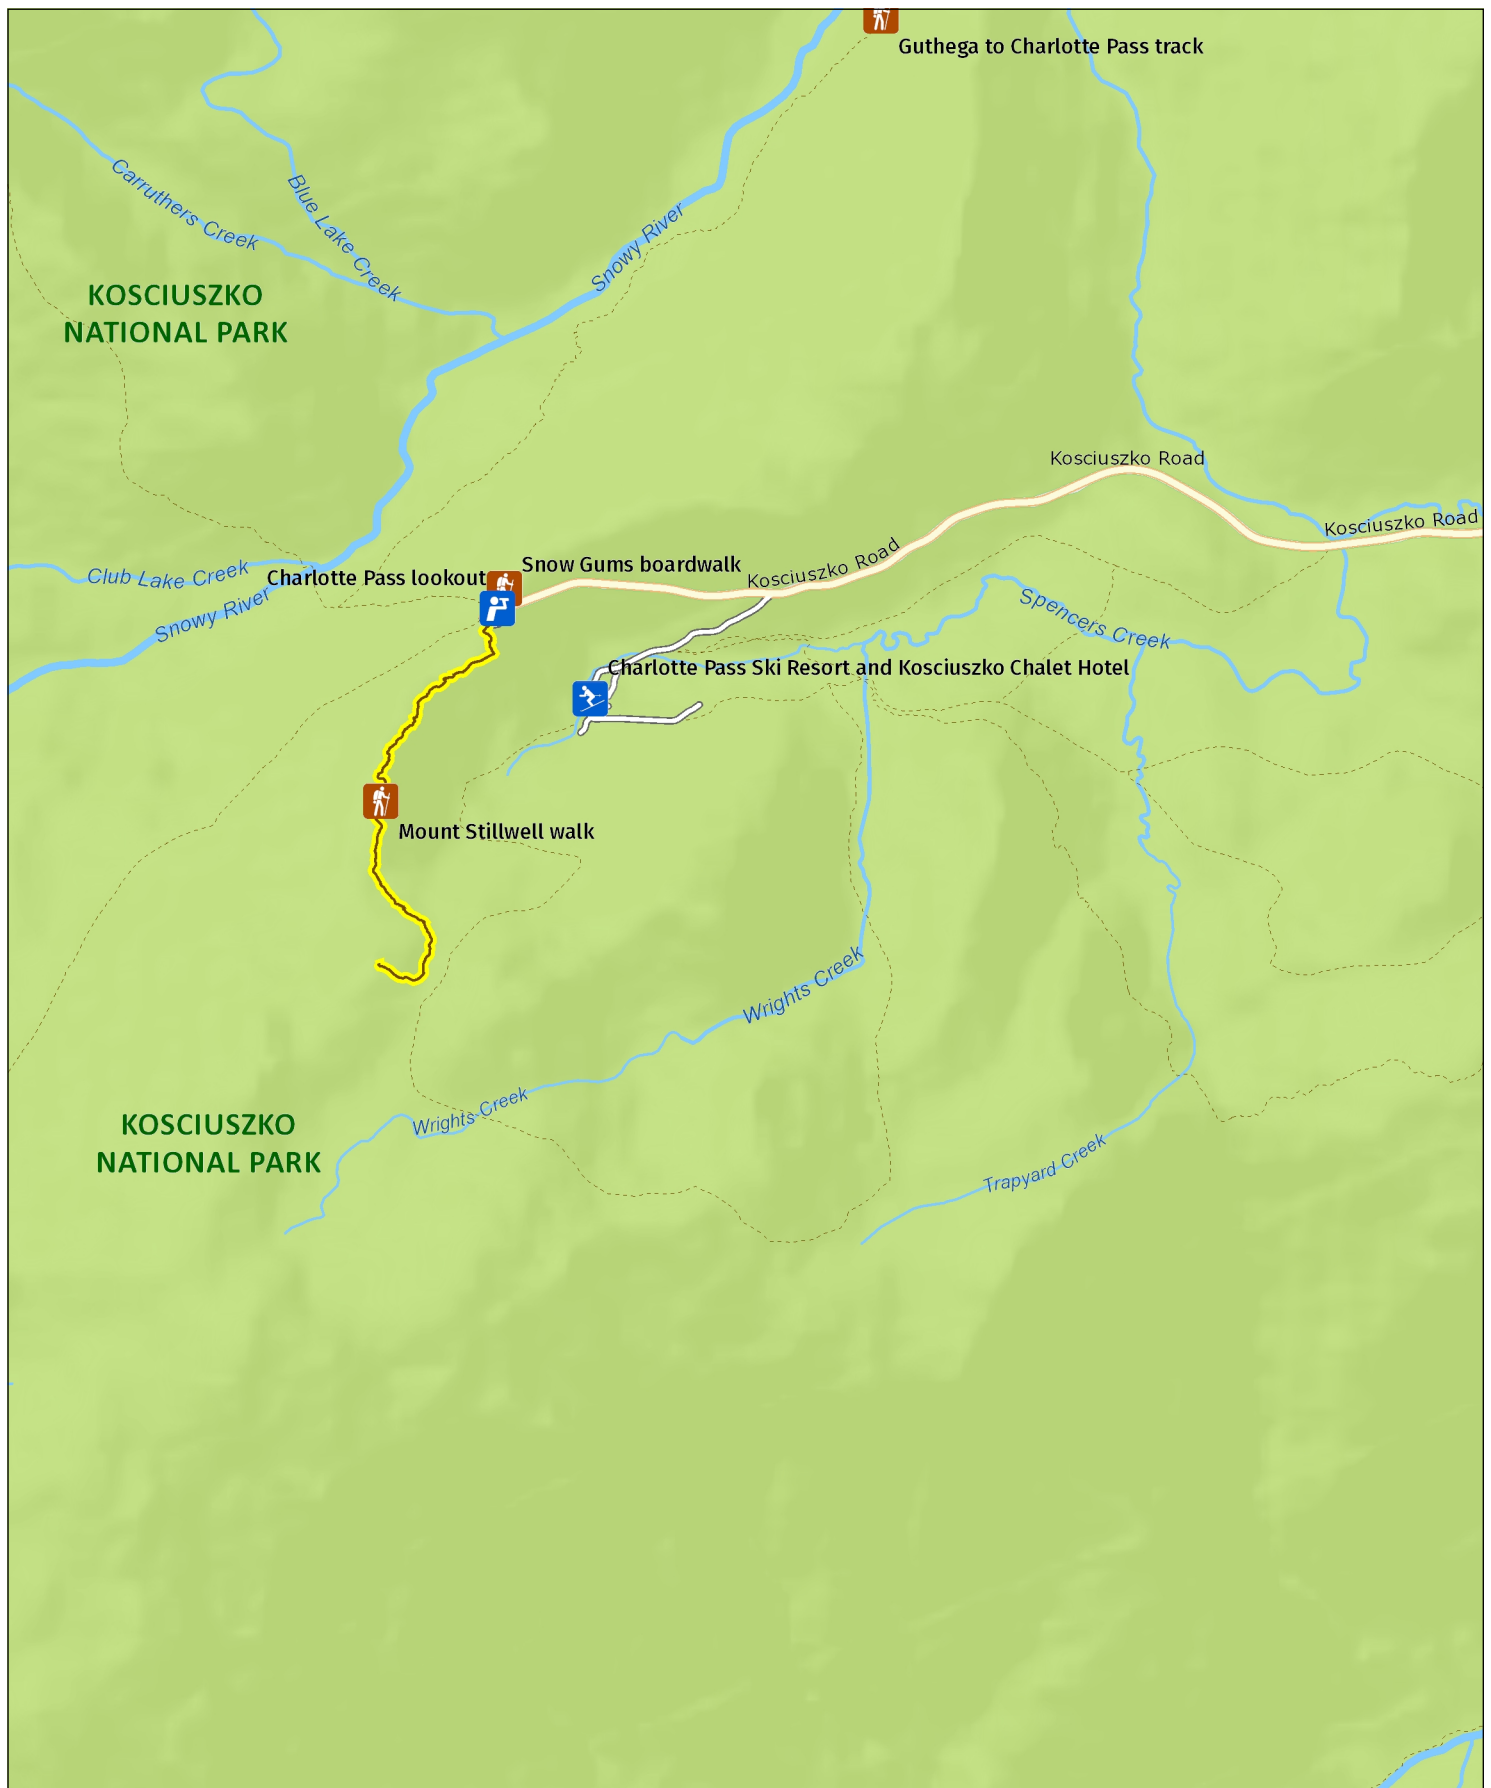 Guthega to Charlotte Pass track
Carruthers Creek
Blue Lake Creek
Snowy River
KOSCIUSZKO
NATIONAL PARK
Kosciuszko Road
Kosciuszko Road
Kosciuszko Road
Snow Gums boardwalk
Charlotte Pass lookout
Club Lake Creek
Snowy River
Spencers Creek
Charlotte Pass Ski Resort and Kosciuszko Chalet Hotel
Mount Stillwell walk
Wrights Creek
Wrights Creek
KOSCIUSZKO
NATIONAL PARK
Trapyard Creek